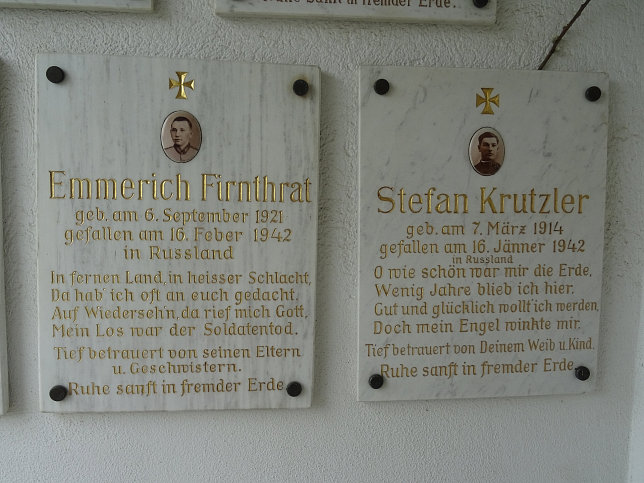 Ruhe sanft in fremder Erde.
Emmerich Firnthrat
geb. am 6. September 1921
gefallen am 16. Feber 1942
in Russland
In fernen Land, in heisser Schlacht,
Da hab' ich oft an euch gedacht.
Auf Wiederseh'n, da rief mich Gott,
Mein Los war der Soldatentod.
Tief betrauert von seinen Eltern
u. Geschwistern.
Ruhe sanft in fremder Erde.
Stefan Krutzler
geb. am 7. März 1914
gefallen am 16. Jänner 1942
in Russland
O wie schön war mir die Erde,
Wenig Jahre blieb ich hier.
Gut und glücklich wollt' ich werden,
Doch mein Engel winkte mir.
Tief betrauert von Deinem Weib u. Kind.
Ruhe sanft in fremder Erde.